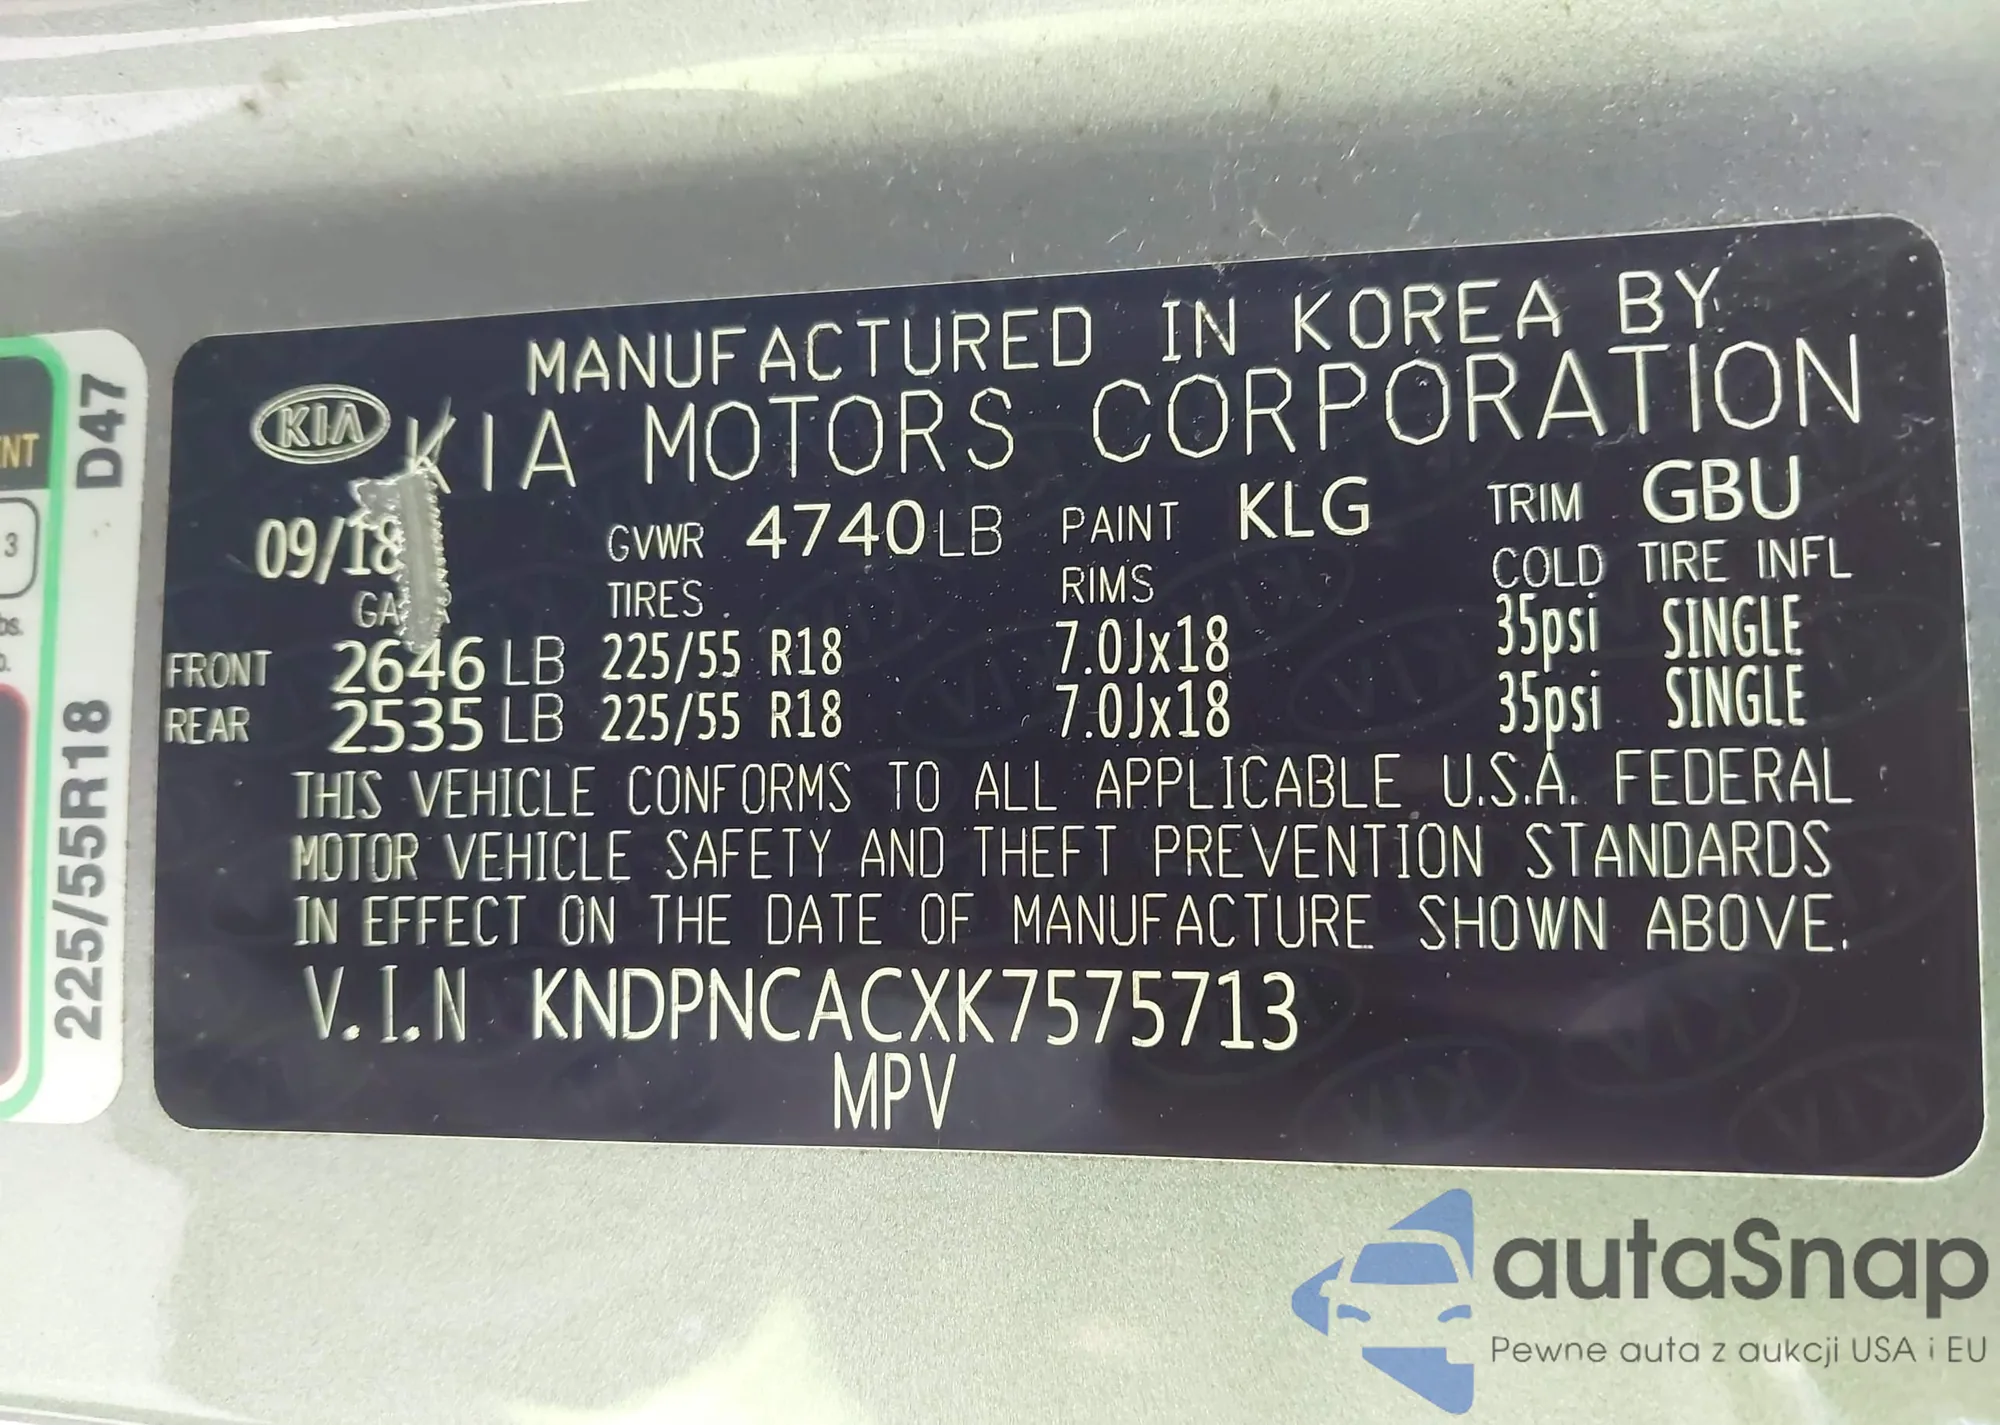 MANUFACTURED IN KOREA BY
KIA KIA MOTORS CORPORATION
09/18 GVWR 4740LB PAINT KLG TRIM GBU
TIRES RIMS COLD TIRE INFL
FRONT 2646 LB 225/55 R18 7.0Jx18 35psi SINGLE
REAR 2535 LB 225/55 R18 7.0Jx18 35psi SINGLE
THIS VEHICLE CONFORMS TO ALL APPLICABLE U.S.A. FEDERAL
MOTOR VEHICLE SAFETY AND THEFT PREVENTION STANDARDS
IN EFFECT ON THE DATE OF MANUFACTURE SHOWN ABOVE.
V.I.N KNDPNCACXK7575713
MPV
225/55R18 D47
3
autaSnap
Pewne auta z aukcji USA i EU